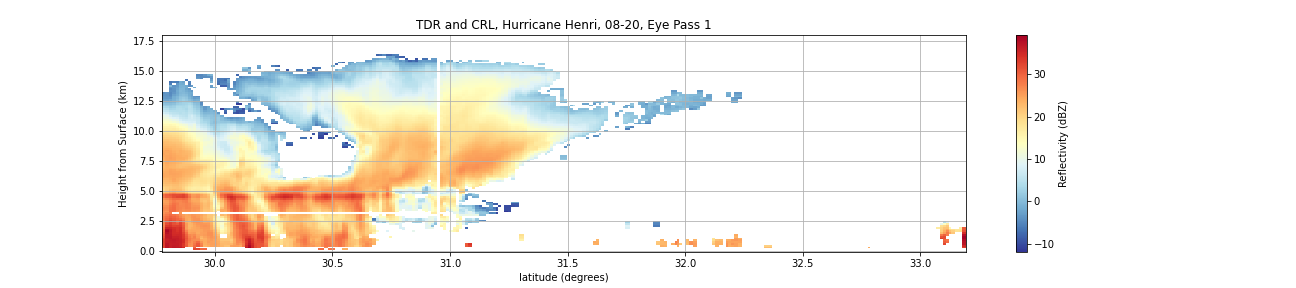 TDR and CRL, Hurricane Henri, 08-20, Eye Pass 1
17.5
15.0
12.5
10.0
7.5
5.0
2.5
0.0
Height from Surface (km)
30.0 30.5 31.0 31.5 32.0 32.5 33.0
latitude (degrees)
30
20
10
0
−10
Reflectivity (dBZ)